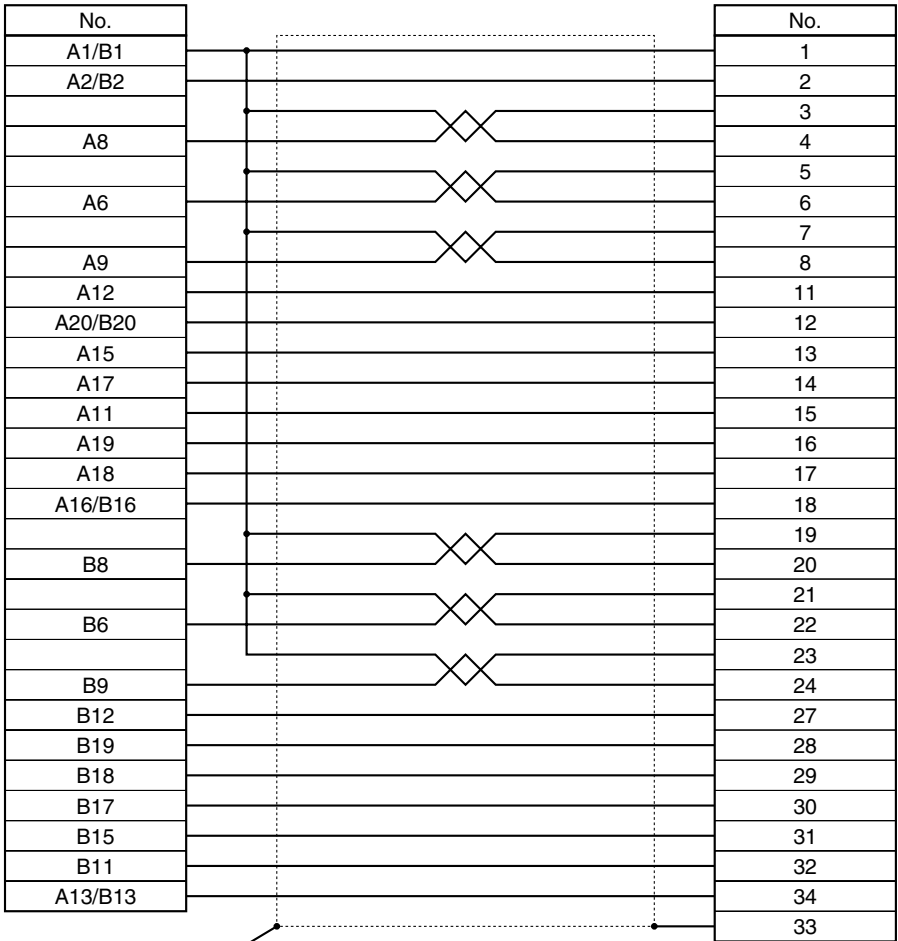 No. No.
A1/B1 1
A2/B2 2
3
A8 4
5
A6 6
7
A9 8
A12 11
A20/B20 12
A15 13
A17 14
A11 15
A19 16
A18 17
A16/B16 18
19
B8 20
21
B6 22
23
B9 24
B12 27
B19 28
B18 29
B17 30
B15 31
B11 32
A13/B13 34
33